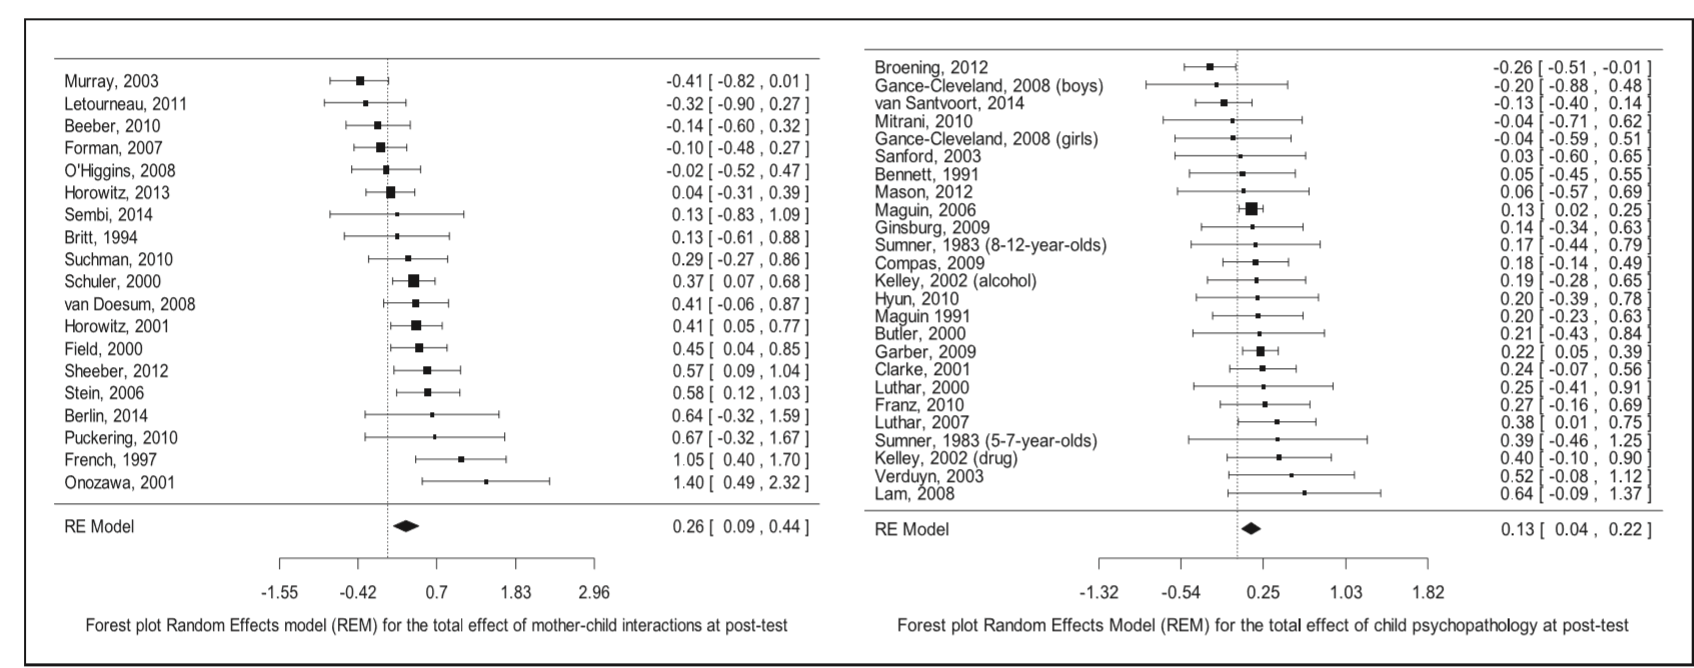 Murray, 2003 -0.41 [ -0.82 , 0.01 ]
Letourneau, 2011 -0.32 [ -0.90 , 0.27 ]
Beeber, 2010 -0.14 [ -0.60 , 0.32 ]
Forman, 2007 -0.10 [ -0.48 , 0.27 ]
O'Higgins, 2008 -0.02 [ -0.52 , 0.47 ]
Horowitz, 2013 0.04 [ -0.31 , 0.39 ]
Sembi, 2014 0.13 [ -0.83 , 1.09 ]
Britt, 1994 0.13 [ -0.61 , 0.88 ]
Suchman, 2010 0.29 [ -0.27 , 0.86 ]
Schuler, 2000 0.37 [ 0.07 , 0.68 ]
van Doesum, 2008 0.41 [ -0.06 , 0.87 ]
Horowitz, 2001 0.41 [ 0.05 , 0.77 ]
Field, 2000 0.45 [ 0.04 , 0.85 ]
Sheeber, 2012 0.57 [ 0.09 , 1.04 ]
Stein, 2006 0.58 [ 0.12 , 1.03 ]
Berlin, 2014 0.64 [ -0.32 , 1.59 ]
Puckering, 2010 0.67 [ -0.32 , 1.67 ]
French, 1997 1.05 [ 0.40 , 1.70 ]
Onozawa, 2001 1.40 [ 0.49 , 2.32 ]
RE Model 0.26 [ 0.09 , 0.44 ]
-1.55 -0.42 0.7 1.83 2.96
Forest plot Random Effects model (REM) for the total effect of mother-child interactions at post-test
Broening, 2012 -0.26 [ -0.51 , -0.01 ]
Gance-Cleveland, 2008 (boys) -0.20 [ -0.88 , 0.48 ]
van Santvoort, 2014 -0.13 [ -0.40 , 0.14 ]
Mitrani, 2010 -0.04 [ -0.71 , 0.62 ]
Gance-Cleveland, 2008 (girls) -0.04 [ -0.59 , 0.51 ]
Sanford, 2003 0.03 [ -0.60 , 0.65 ]
Bennett, 1991 0.05 [ -0.45 , 0.55 ]
Mason, 2012 0.06 [ -0.57 , 0.69 ]
Maguin, 2006 0.13 [ 0.02 , 0.25 ]
Ginsburg, 2009 0.14 [ -0.34 , 0.63 ]
Sumner, 1983 (8-12-year-olds) 0.17 [ -0.44 , 0.79 ]
Compas, 2009 0.18 [ -0.14 , 0.49 ]
Kelley, 2002 (alcohol) 0.19 [ -0.28 , 0.65 ]
Hyun, 2010 0.20 [ -0.39 , 0.78 ]
Maguin 1991 0.20 [ -0.23 , 0.63 ]
Butler, 2000 0.21 [ -0.43 , 0.84 ]
Garber, 2009 0.22 [ 0.05 , 0.39 ]
Clarke, 2001 0.24 [ -0.07 , 0.56 ]
Luthar, 2000 0.25 [ -0.41 , 0.91 ]
Franz, 2010 0.27 [ -0.16 , 0.69 ]
Luthar, 2007 0.38 [ 0.01 , 0.75 ]
Sumner, 1983 (5-7-year-olds) 0.39 [ -0.46 , 1.25 ]
Kelley, 2002 (drug) 0.40 [ -0.10 , 0.90 ]
Verduyn, 2003 0.52 [ -0.08 , 1.12 ]
Lam, 2008 0.64 [ -0.09 , 1.37 ]
RE Model 0.13 [ 0.04 , 0.22 ]
-1.32 -0.54 0.25 1.03 1.82
Forest plot Random Effects Model (REM) for the total effect of child psychopathology at post-test